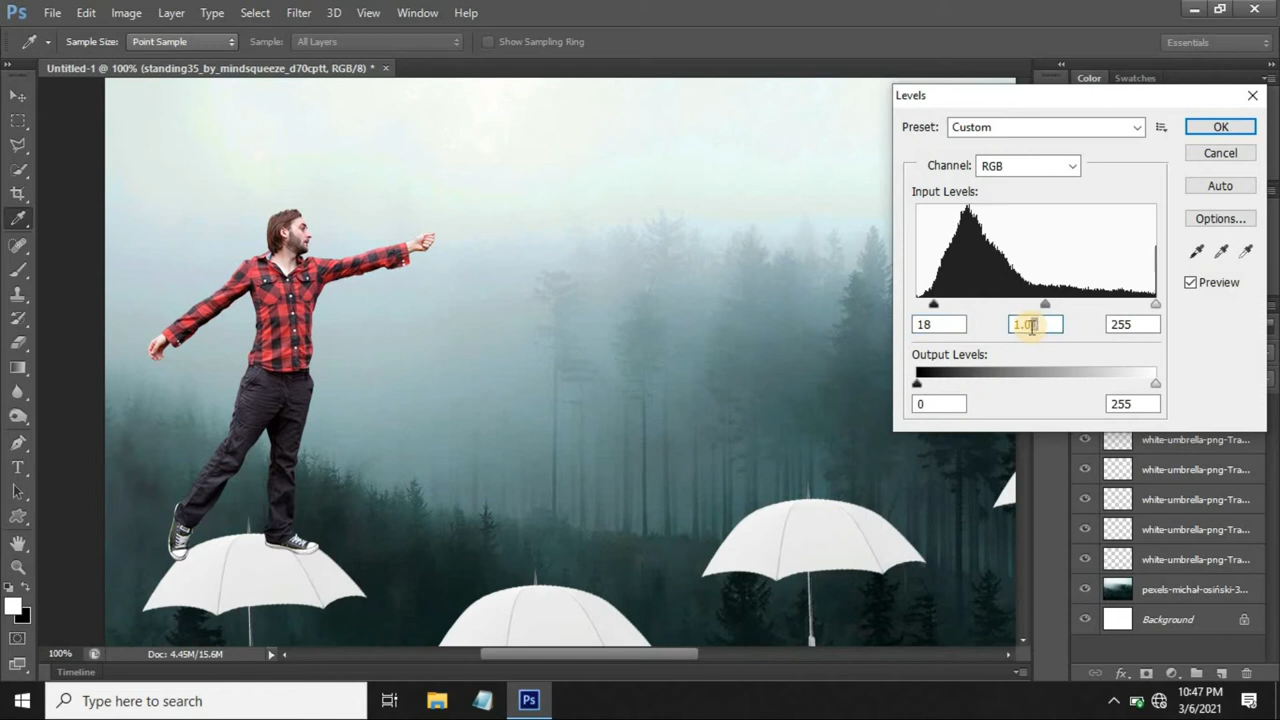 Ps File Edit Image Layer Type Select Filter 3D View Window Help
Sample Size: Point Sample Sample: All Layers Show Sampling Ring Essentials
Untitled-1 @ 100% (standing35_by_mindsqueeze_d70cptt, RGB/8) * ×
Color Swatches
Levels
Preset: Custom OK
Cancel
Channel: RGB
Auto
Input Levels:
Options...
Preview
18 255
Output Levels:
0 255
white-umbrella-png-Tra...
white-umbrella-png-Tra...
white-umbrella-png-Tra...
white-umbrella-png-Tra...
white-umbrella-png-Tra...
pexels-michał-osiński-3...
Background
100% Doc: 4.45M/15.6M
Timeline
Type here to search
Ps
10:47 PM
3/6/2021